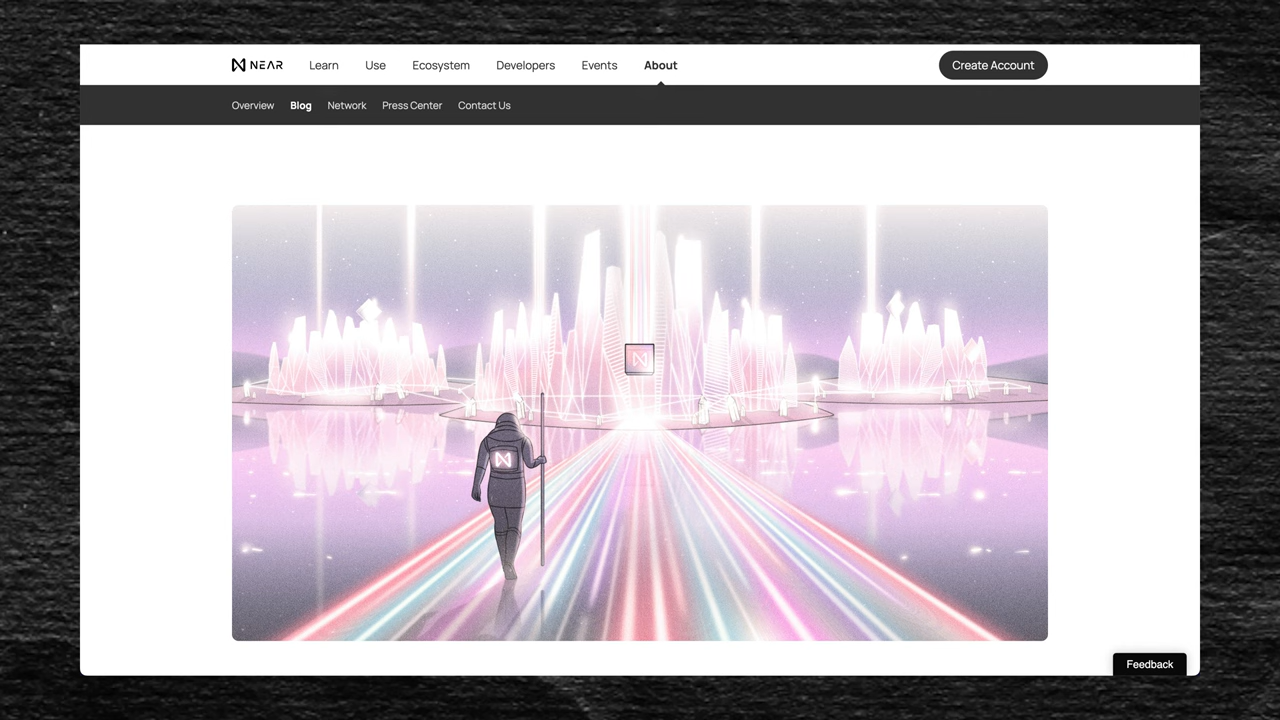 NEAR Learn Use Ecosystem Developers Events About Create Account
Overview Blog Network Press Center Contact Us
Feedback